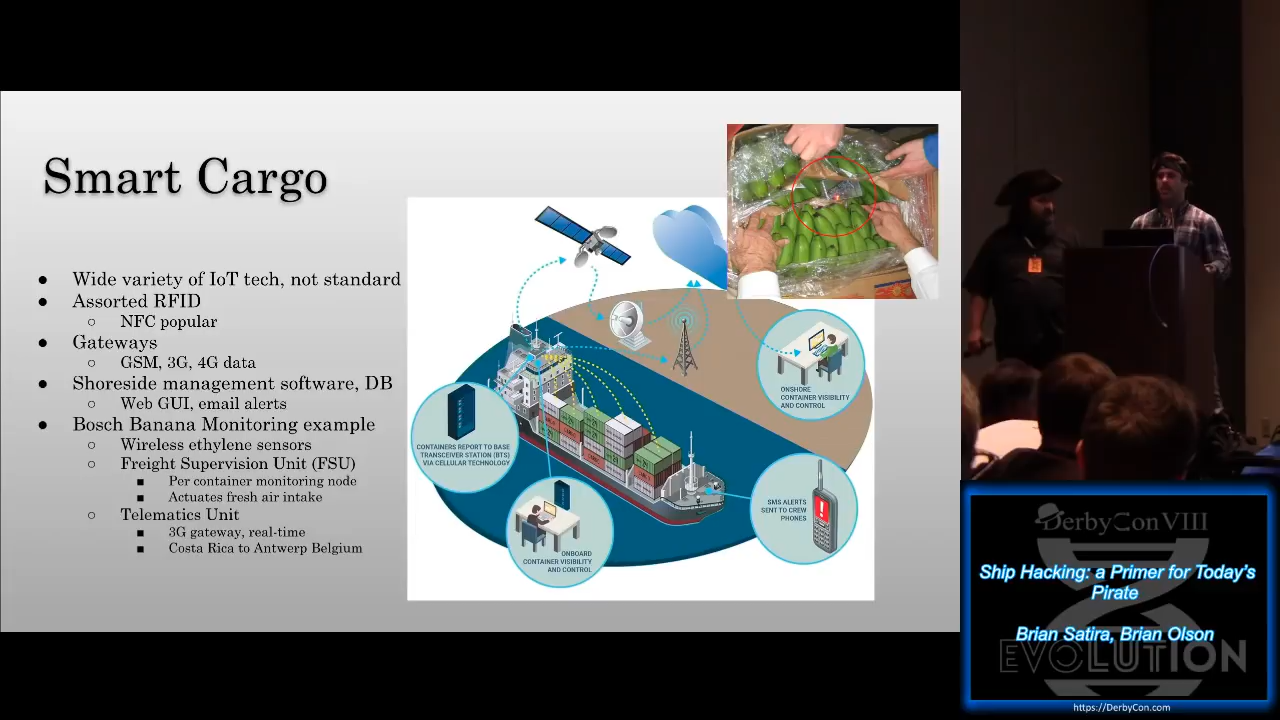 Smart Cargo
● Wide variety of IoT tech, not standard
● Assorted RFID
○ NFC popular
● Gateways
○ GSM, 3G, 4G data
● Shoreside management software, DB
○ Web GUI, email alerts
● Bosch Banana Monitoring example
○ Wireless ethylene sensors
○ Freight Supervision Unit (FSU)
■ Per container monitoring node
■ Actuates fresh air intake
○ Telematics Unit
■ 3G gateway, real-time
■ Costa Rica to Antwerp Belgium
ONSHORE
CONTAINER VISIBILITY
AND CONTROL
CONTAINERS REPORT TO BASE
TRANSCEIVER STATION (BTS)
VIA CELLULAR TECHNOLOGY
SMS ALERTS
SENT TO CREW
PHONES
ONBOARD
CONTAINER VISIBILITY
AND CONTROL
DerbyCon VIII
Ship Hacking: a Primer for Today's
Pirate
Brian Satira, Brian Olson
EVOLUTION
https://DerbyCon.com